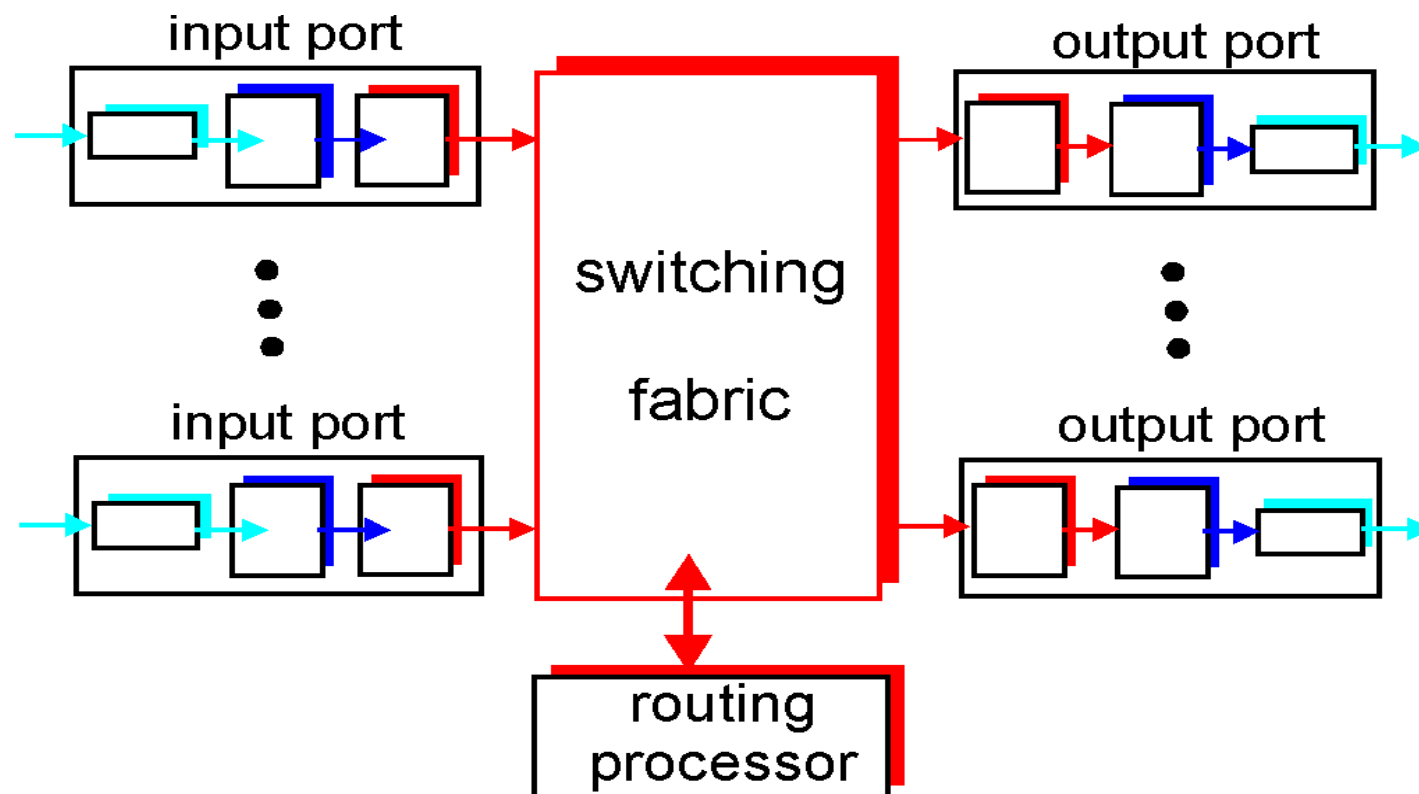 input port
output port
switching
fabric
input port
output port
routing
processor